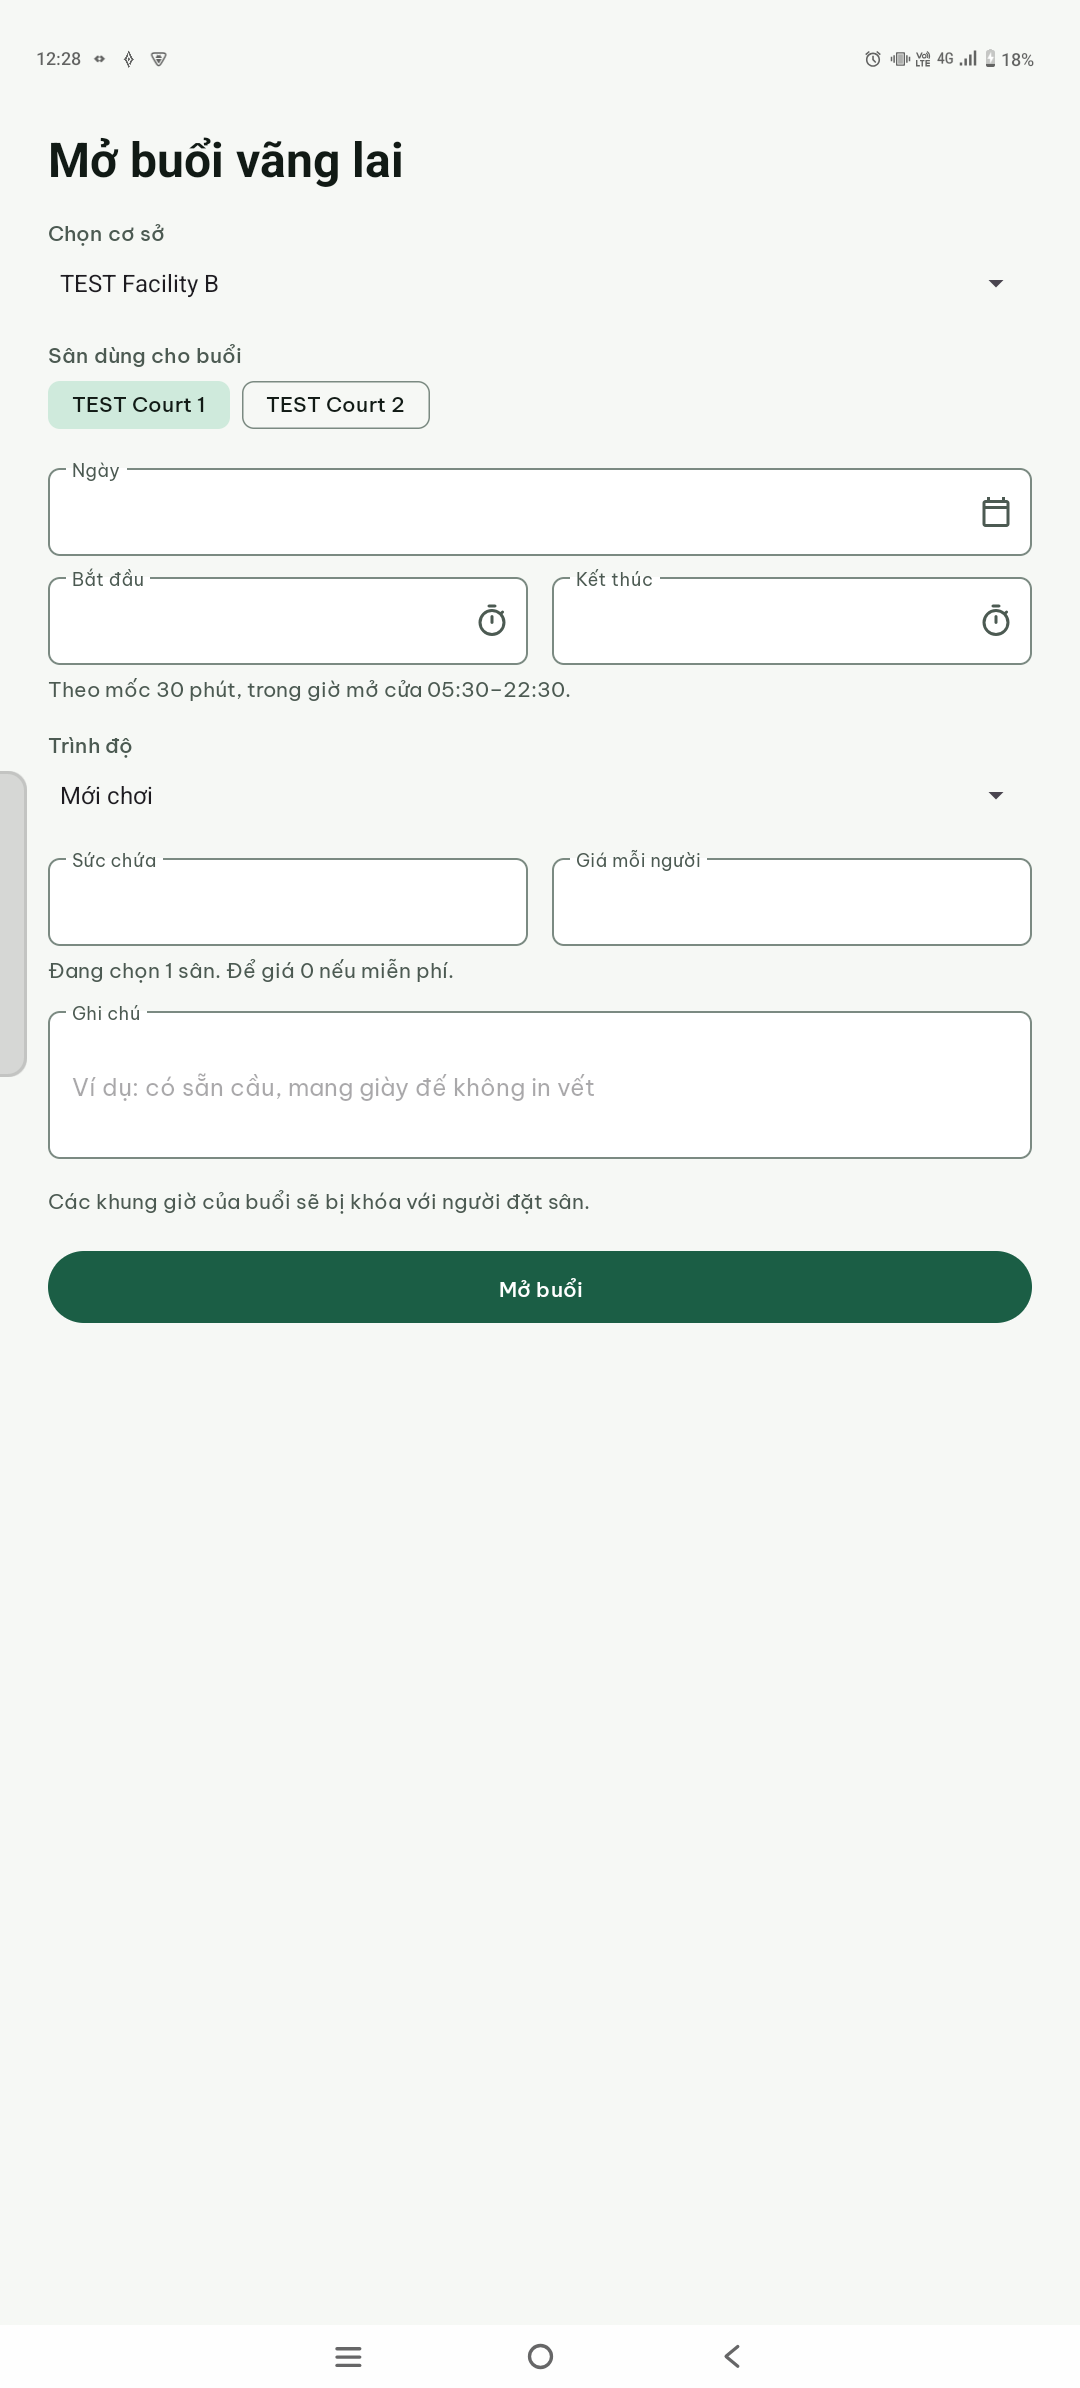 12:28 VoLTE 4G 18%
Mở buổi vãng lai
Chọn cơ sở
TEST Facility B
Sân dùng cho buổi
TEST Court 1 TEST Court 2
Ngày
Bắt đầu Kết thúc
Theo mốc 30 phút, trong giờ mở cửa 05:30–22:30.
Trình độ
Mới chơi
Sức chứa Giá mỗi người
Đang chọn 1 sân. Để giá 0 nếu miễn phí.
Ghi chú
Ví dụ: có sẵn cầu, mang giày đế không in vết
Các khung giờ của buổi sẽ bị khóa với người đặt sân.
Mở buổi